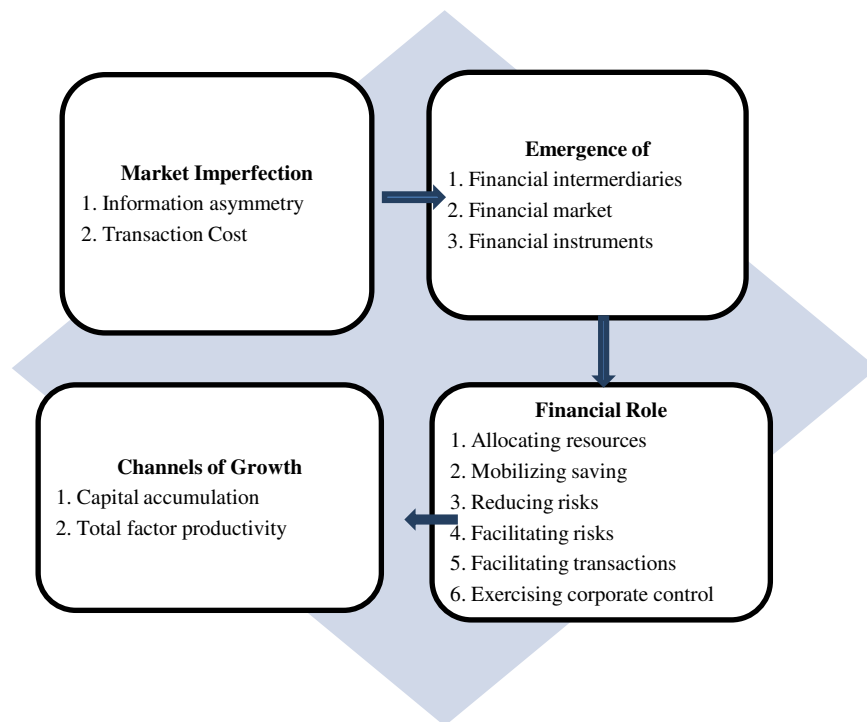 Market Imperfection
1. Information asymmetry
2. Transaction Cost
Emergence of
1. Financial intermerdiaries
2. Financial market
3. Financial instruments
Channels of Growth
1. Capital accumulation
2. Total factor productivity
Financial Role
1. Allocating resources
2. Mobilizing saving
3. Reducing risks
4. Facilitating risks
5. Facilitating transactions
6. Exercising corporate control